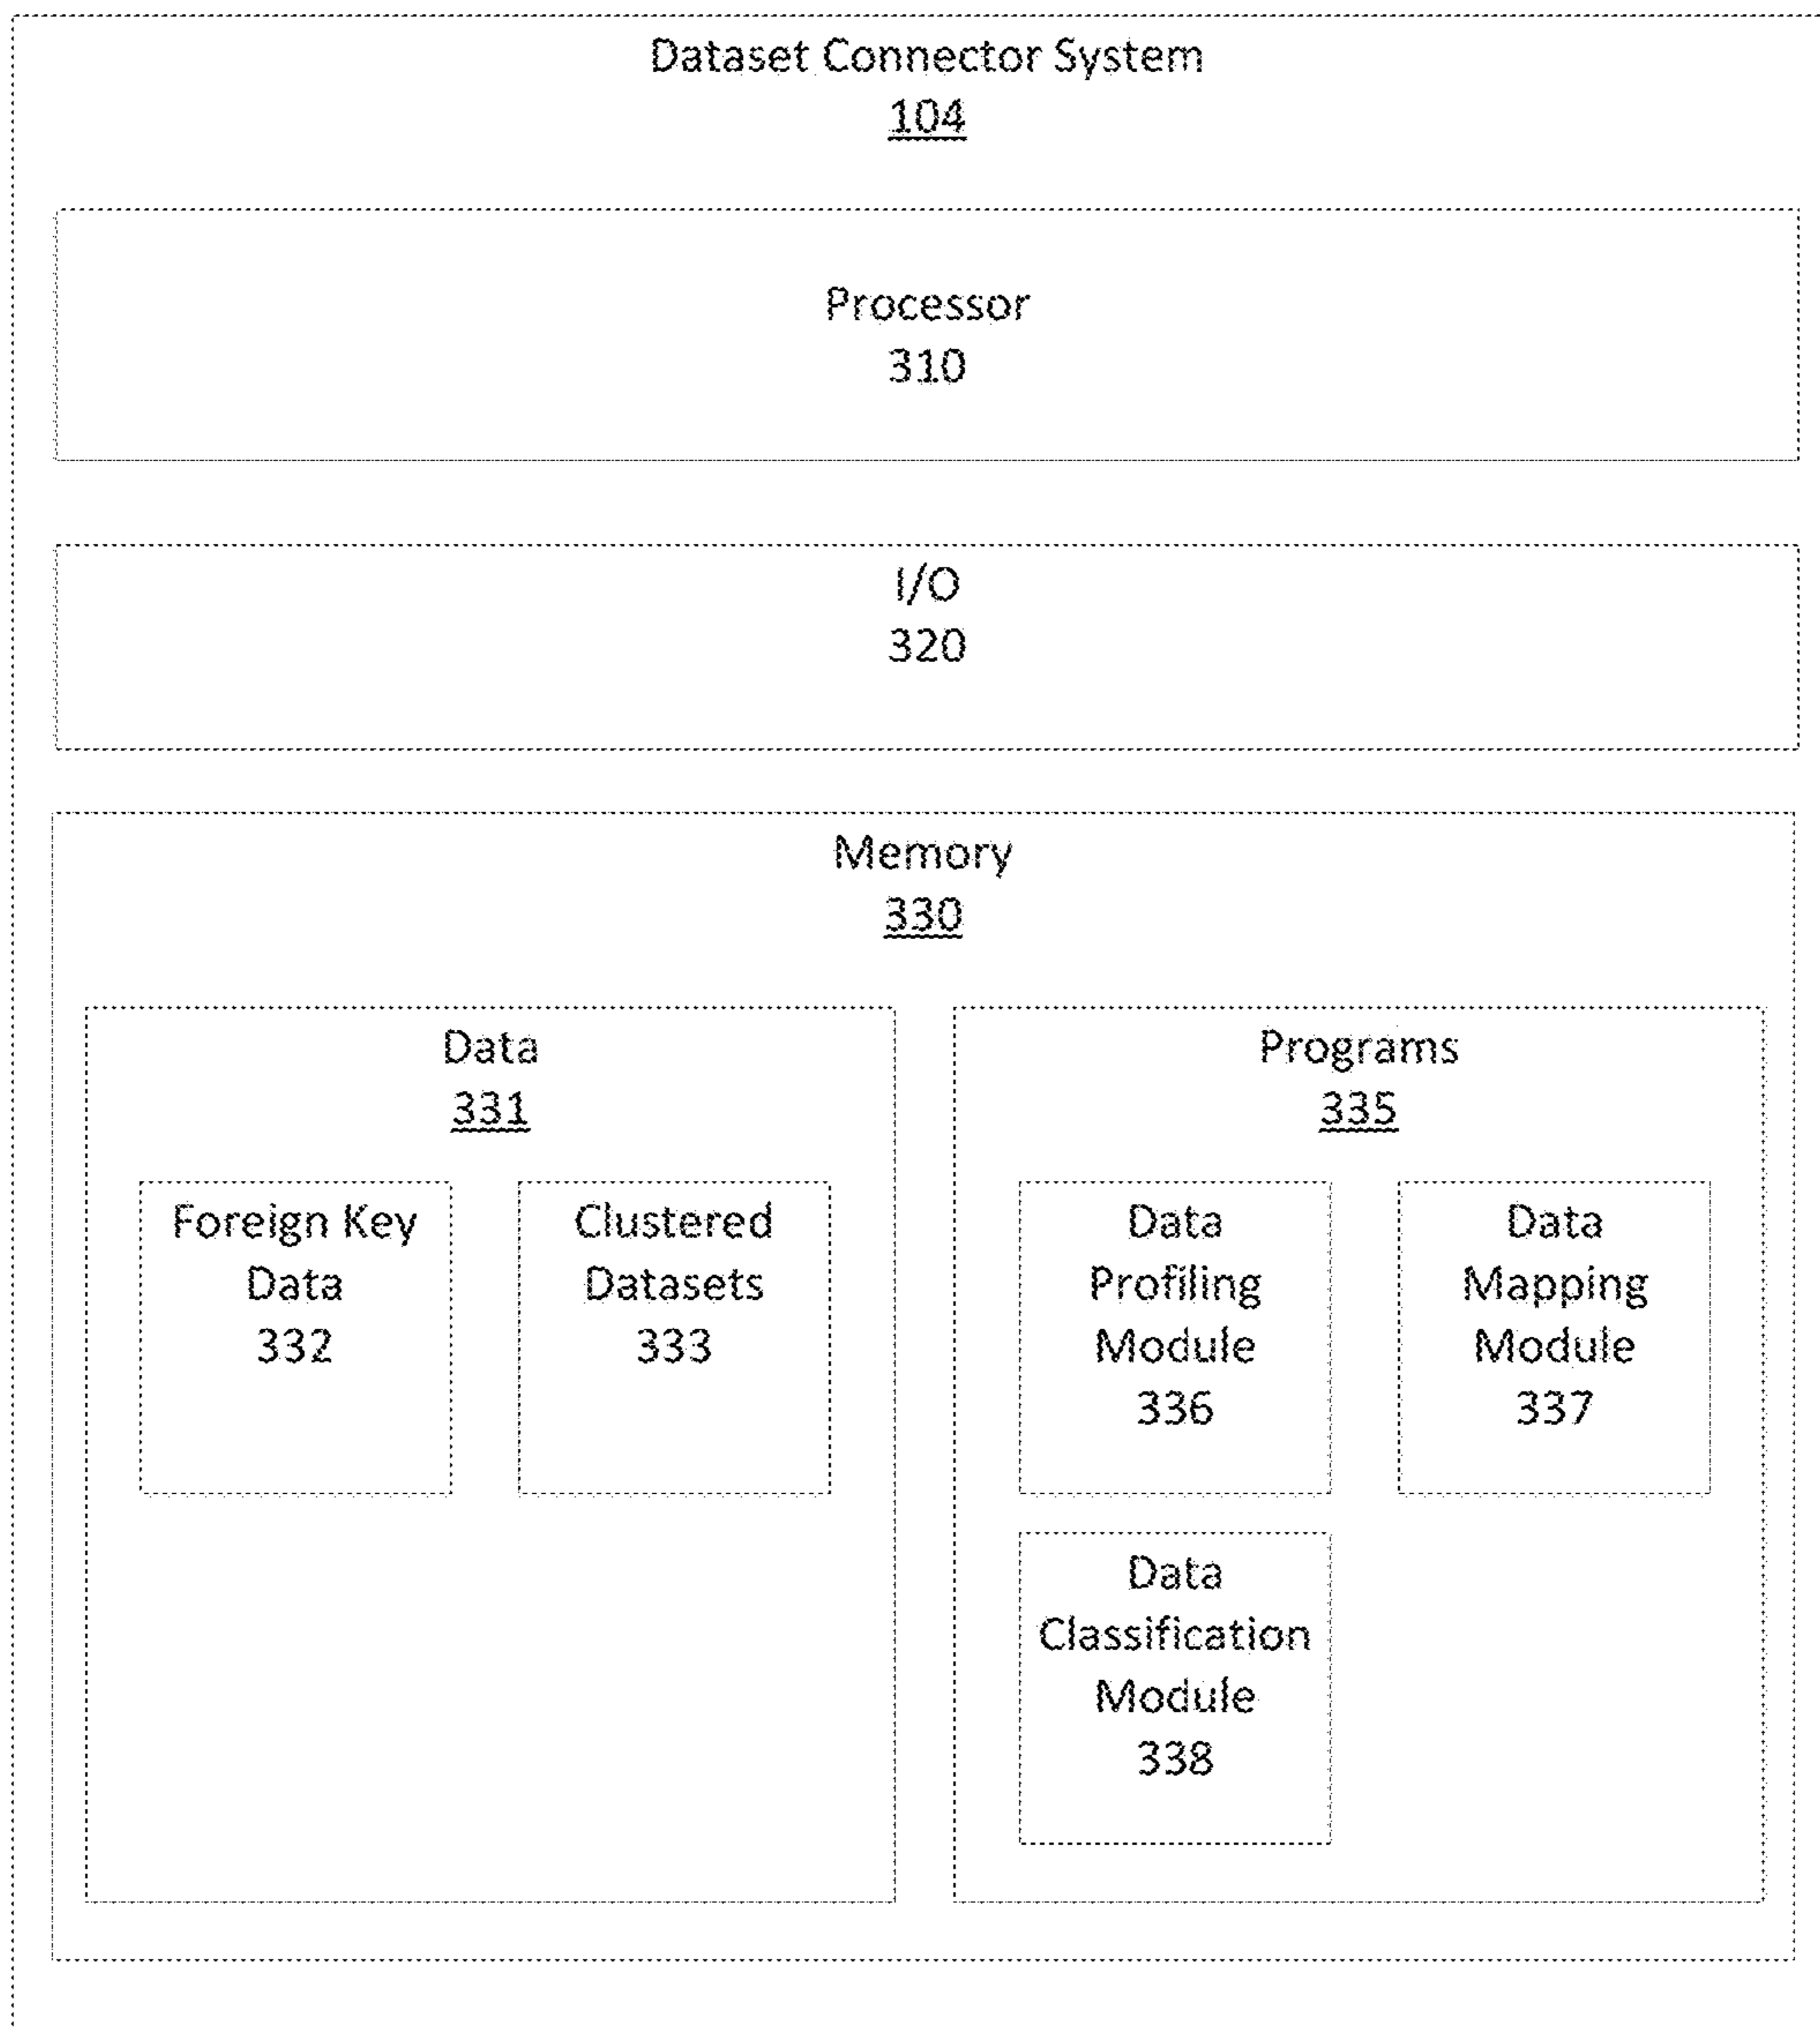 Dataset Connector System
104
Processor
310
I/O
320
Memory
330
Data
331
Foreign Key
Data
332
Clustered
Datasets
333
Programs
335
Data
Profiling
Module
336
Data
Mapping
Module
337
Data
Classification
Module
338